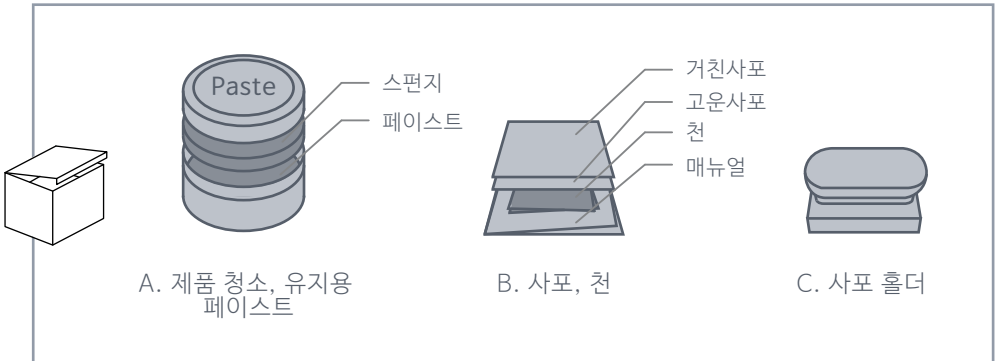 Paste
스펀지
페이스트
거친사포
고운사포
천
매뉴얼
A. 제품 청소, 유지용
페이스트
B. 사포, 천
C. 사포 홀더